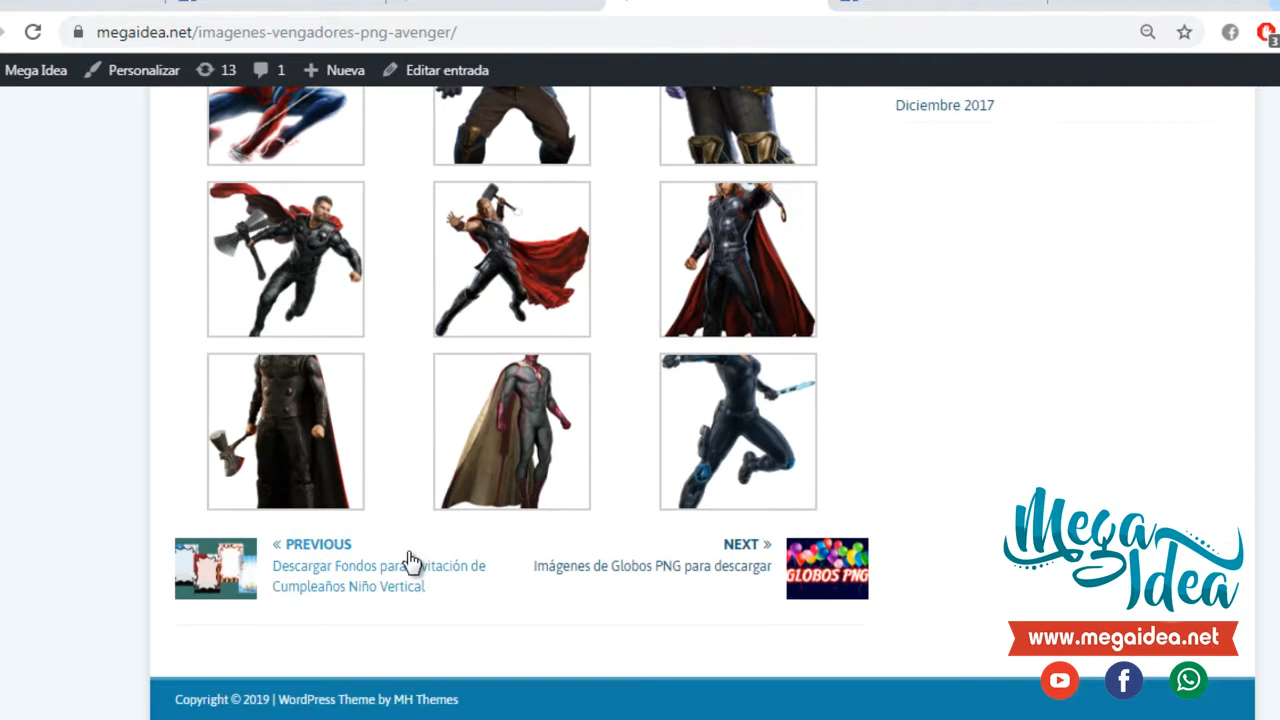 megaidea.net/imagenes-vengadores-png-avenger/
3
Mega Idea Personalizar 13 1 Nueva Editar entrada
Diciembre 2017
« PREVIOUS
Descargar Fondos para Invitación de
Cumpleaños Niño Vertical
NEXT »
Imágenes de Globos PNG para descargar
GLOBOS PNG
Mega
Idea
www.megaidea.net
Copyright © 2019 | WordPress Theme by MH Themes